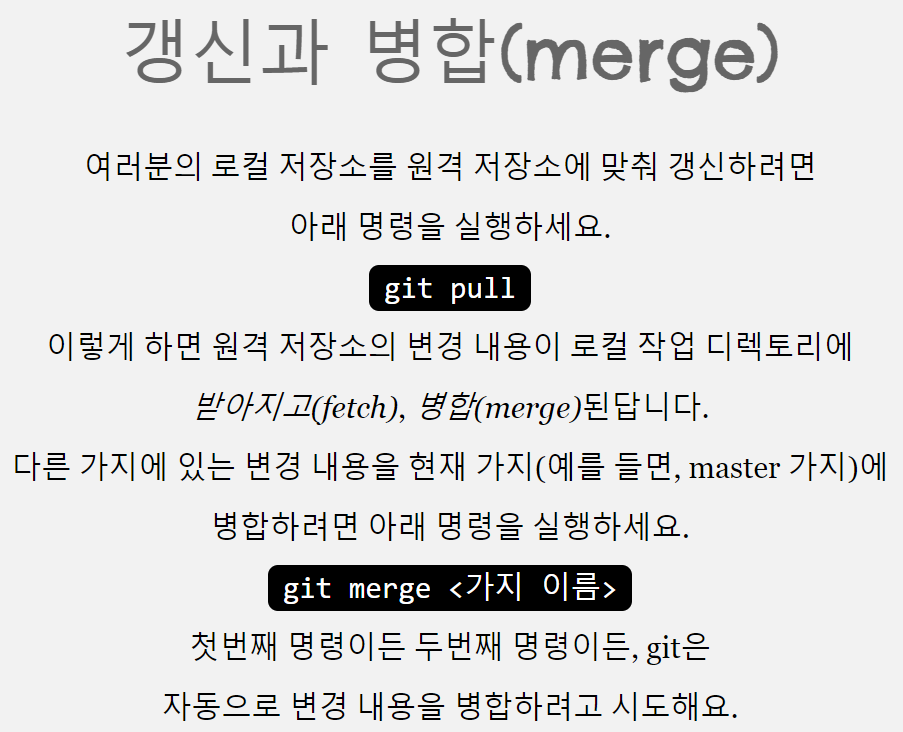 갱신과 병합(merge)
여러분의 로컬 저장소를 원격 저장소에 맞춰 갱신하려면
아래 명령을 실행하세요.
git pull
이렇게 하면 원격 저장소의 변경 내용이 로컬 작업 디렉토리에
받아지고(fetch), 병합(merge)된답니다.
다른 가지에 있는 변경 내용을 현재 가지(예를 들면, master 가지)에
병합하려면 아래 명령을 실행하세요.
git merge <가지 이름>
첫번째 명령이든 두번째 명령이든, git은
자동으로 변경 내용을 병합하려고 시도해요.